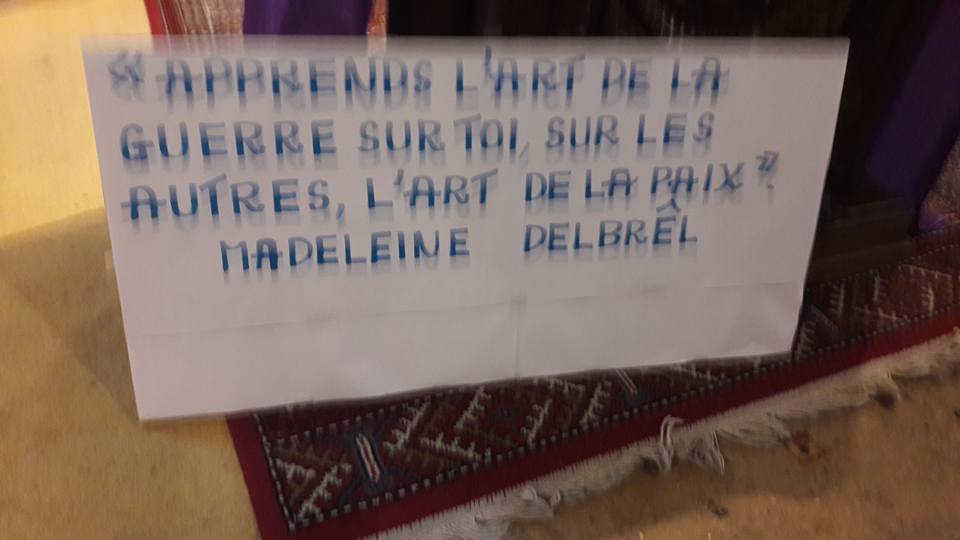 « APPRENDS L'ART DE LA
GUERRE SUR TOI, SUR LES
AUTRES, L'ART DE LA PAIX ».
MADELEINE DELBRÊL